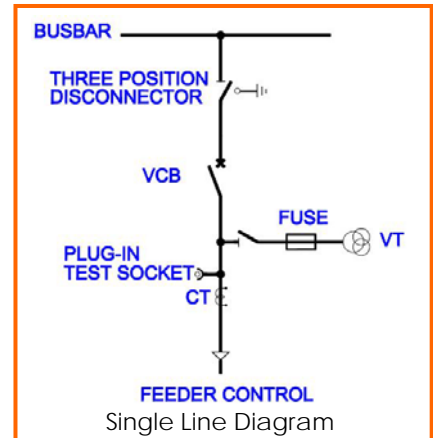 BUSBAR
THREE POSITION
DISCONNECTOR
VCB
FUSE
VT
PLUG-IN
TEST SOCKET
CT
FEEDER CONTROL
Single Line Diagram